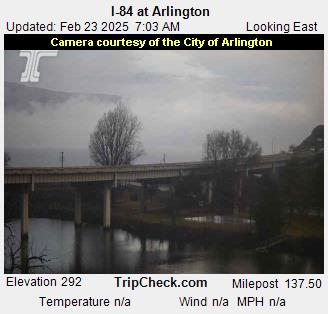 I-84 at Arlington
Updated: Feb 23 2025 7:03 AM Looking East
Camera courtesy of the City of Arlington
Elevation 292 TripCheck.com Milepost 137.50
Temperature n/a Wind n/a MPH n/a